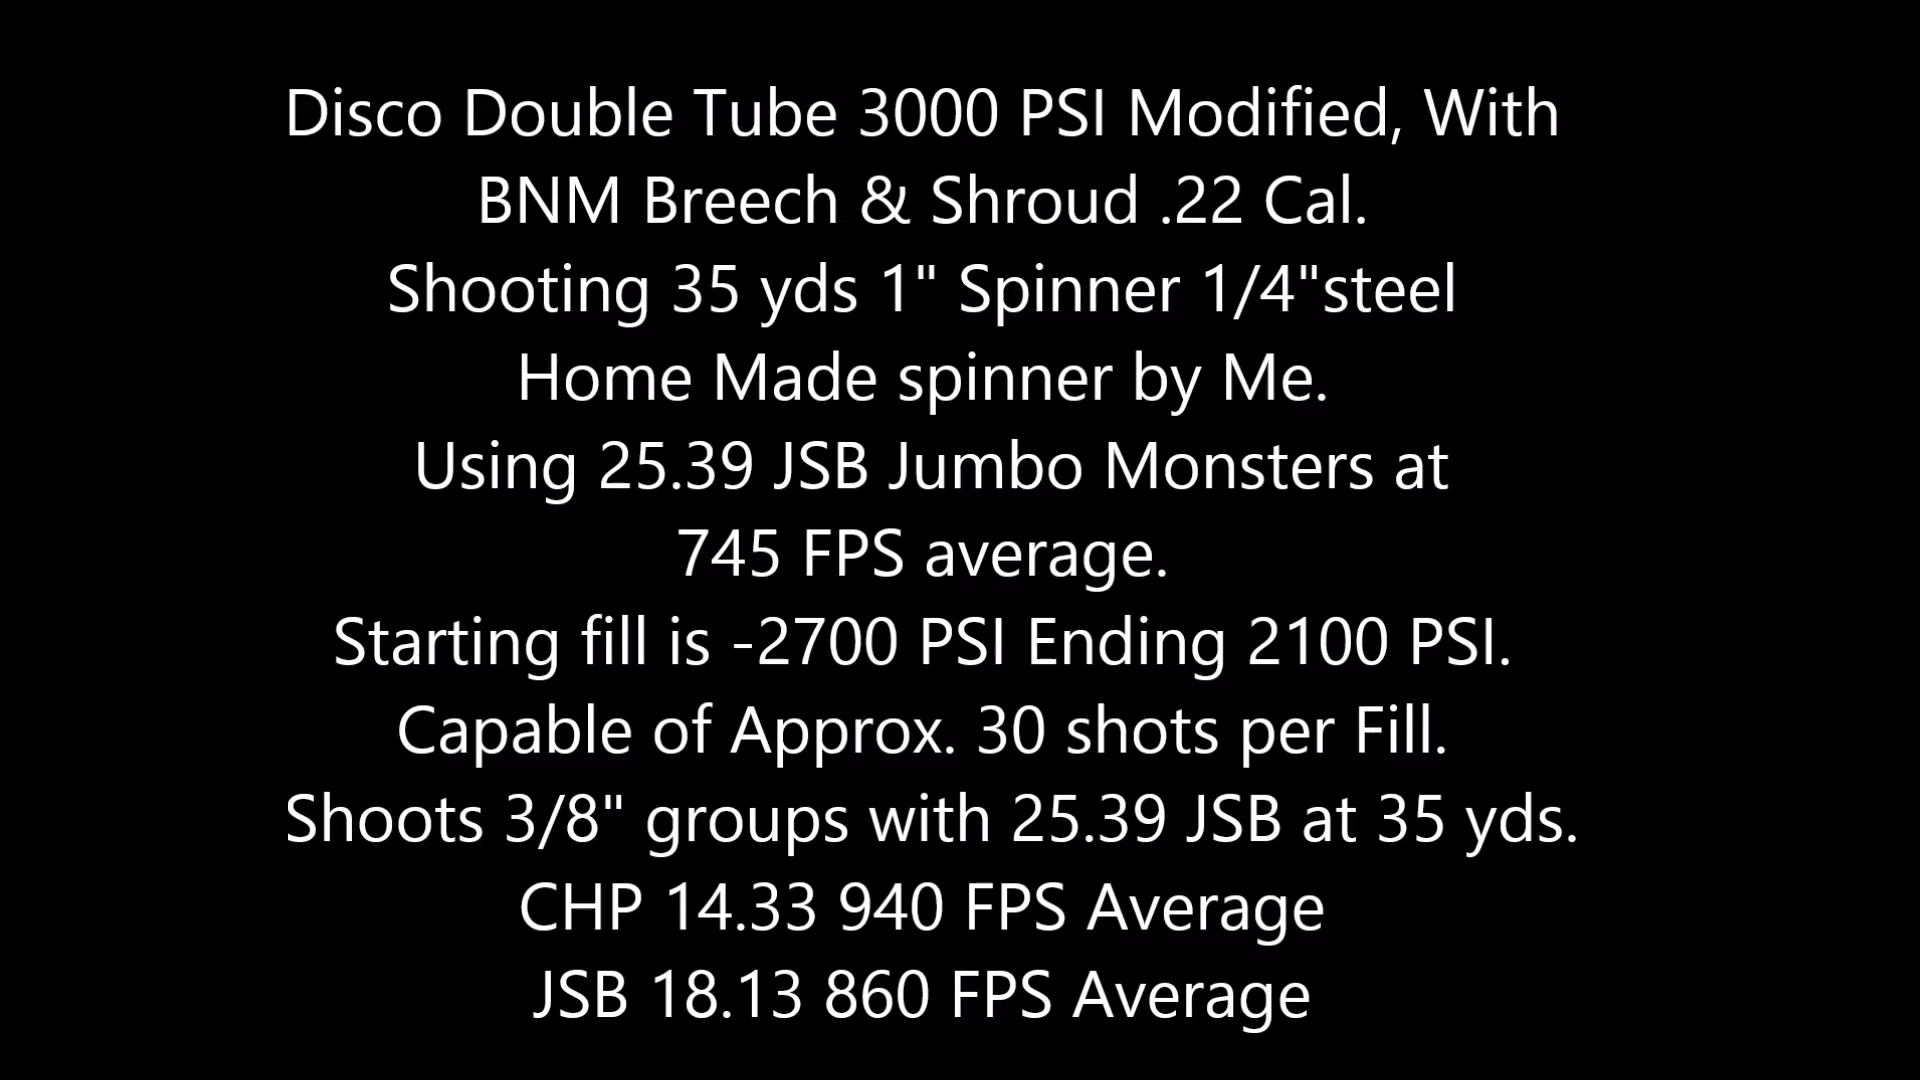 Disco Double Tube 3000 PSI Modified, With
BNM Breech & Shroud .22 Cal.
Shooting 35 yds 1" Spinner 1/4"steel
Home Made spinner by Me.
Using 25.39 JSB Jumbo Monsters at
745 FPS average.
Starting fill is -2700 PSI Ending 2100 PSI.
Capable of Approx. 30 shots per Fill.
Shoots 3/8" groups with 25.39 JSB at 35 yds.
CHP 14.33 940 FPS Average
JSB 18.13 860 FPS Average